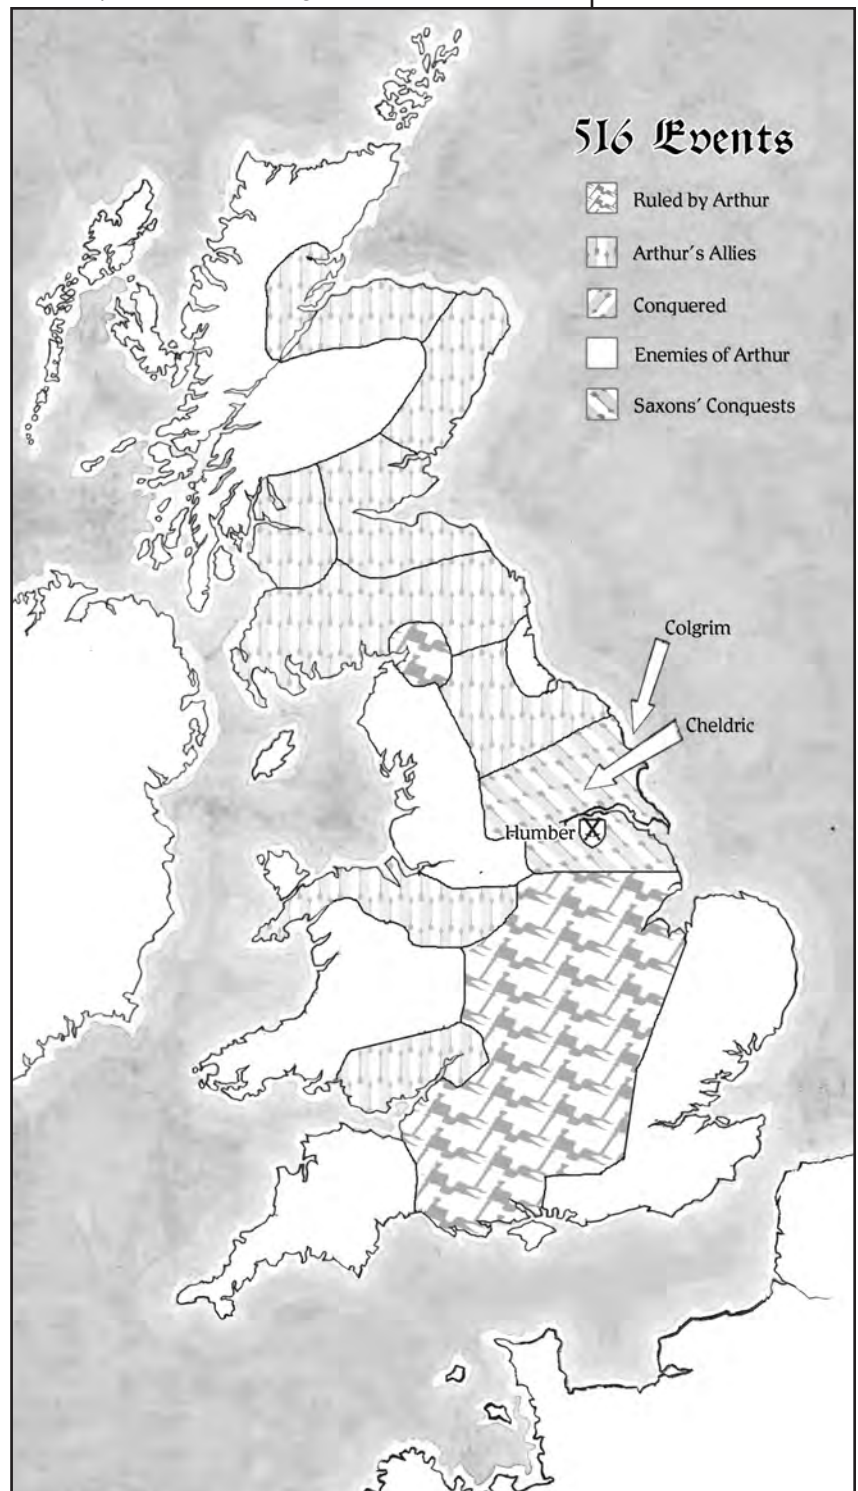 516 Events
Ruled by Arthur
Arthur's Allies
Conquered
Enemies of Arthur
Saxons' Conquests
Colgrim
Cheldric
Humber